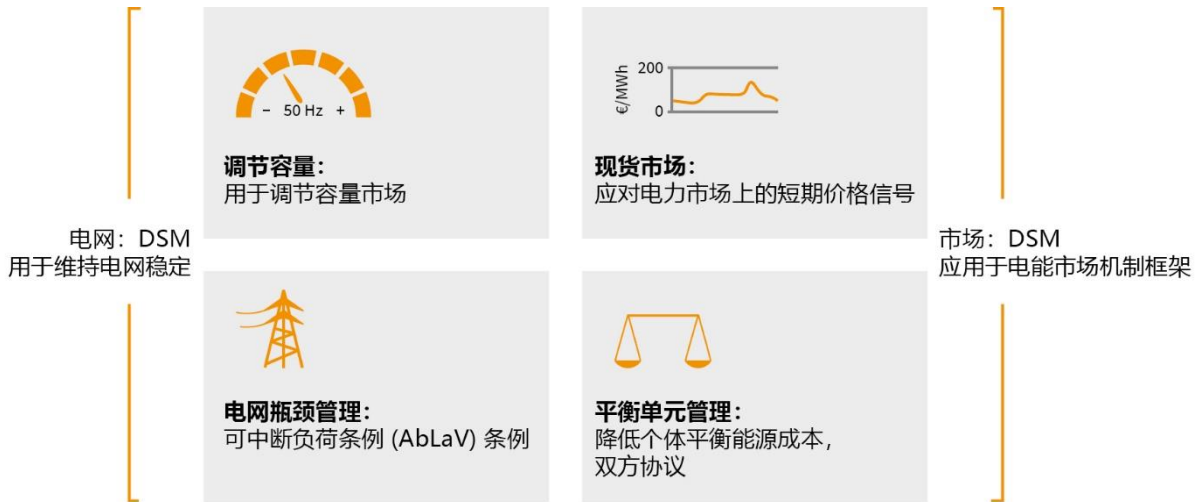 电网：DSM
用于维持电网稳定
− 50 Hz +
调节容量：
用于调节容量市场
€/MWh
200
0
现货市场：
应对电力市场上的短期价格信号
电网瓶颈管理：
可中断负荷条例 (AbLaV) 条例
平衡单元管理：
降低个体平衡能源成本，
双方协议
市场：DSM
应用于电能市场机制框架